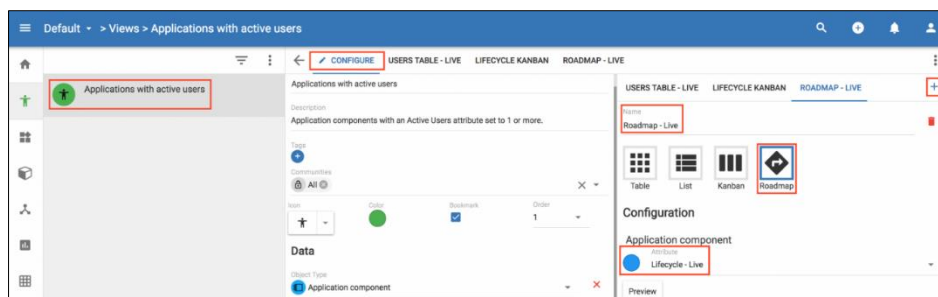 Default > Views > Applications with active users
CONFIGURE USERS TABLE - LIVE LIFECYCLE KANBAN ROADMAP - LIVE
Applications with active users
Applications with active users
Description
Application components with an Active Users attribute set to 1 or more.
Tags
Communities
All
Icon Color Bookmark Order
1
Data
Object Type
Application component
USERS TABLE - LIVE LIFECYCLE KANBAN ROADMAP - LIVE
Name
Roadmap - Live
Table List Kanban Roadmap
Configuration
Application component
Attribute
Lifecycle - Live
Preview